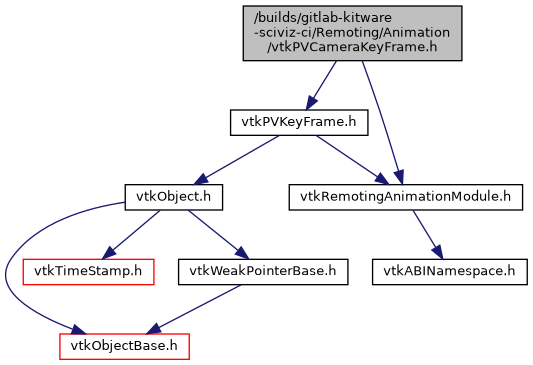 /builds/gitlab-kitware
-sciviz-ci/Remoting/Animation
/vtkPVCameraKeyFrame.h
vtkPVKeyFrame.h
vtkObject.h
vtkRemotingAnimationModule.h
vtkTimeStamp.h
vtkWeakPointerBase.h
vtkABINamespace.h
vtkObjectBase.h